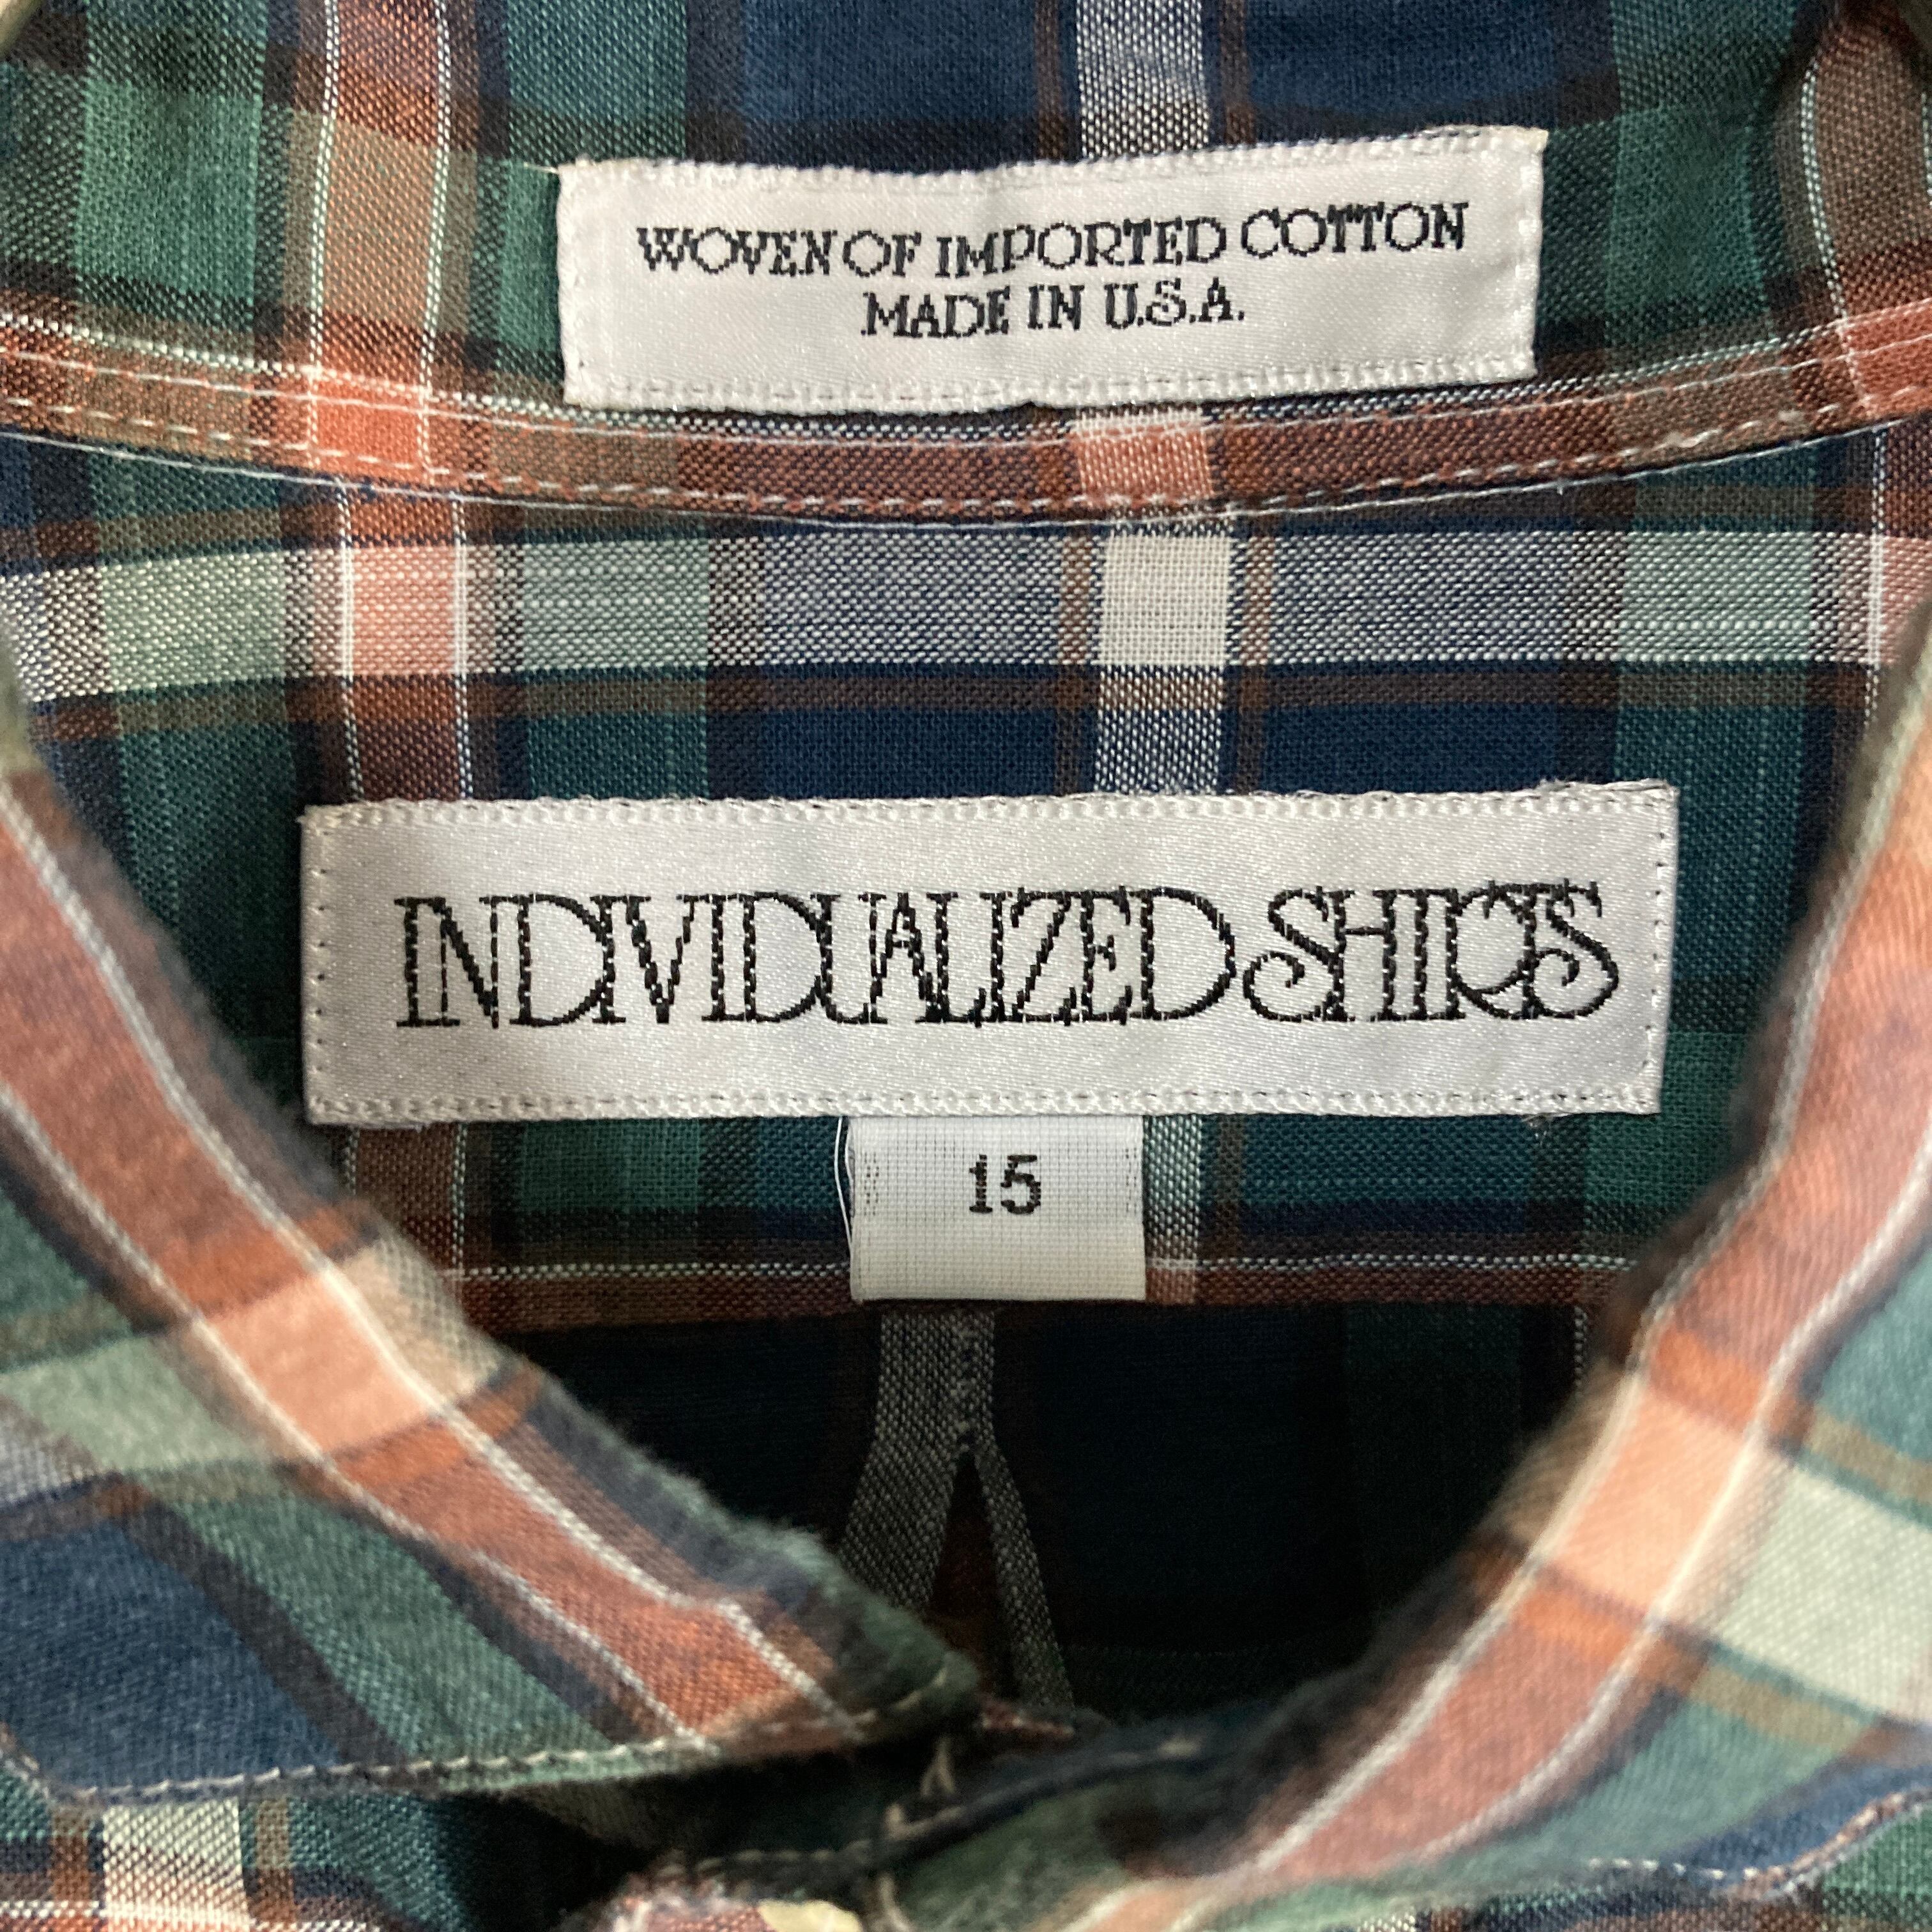 WOVEN OF IMPORTED COTTON
MADE IN U.S.A.
INDIVIDUALIZED SHIRTS
15